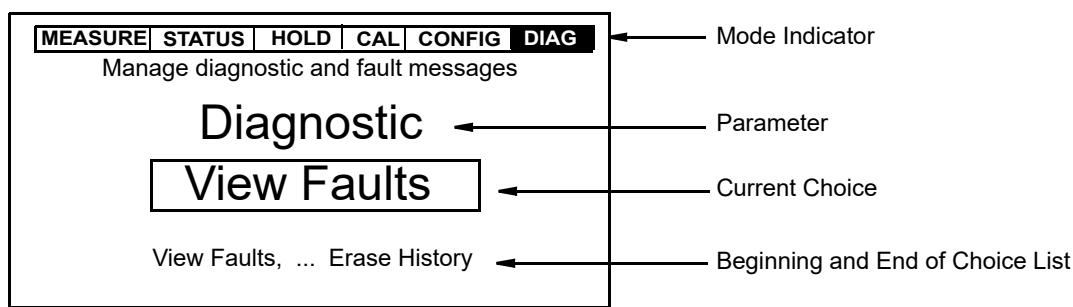 MEASURE STATUS HOLD CAL CONFIG DIAG
Mode Indicator
Manage diagnostic and fault messages
Diagnostic
Parameter
View Faults
Current Choice
View Faults, ... Erase History
Beginning and End of Choice List